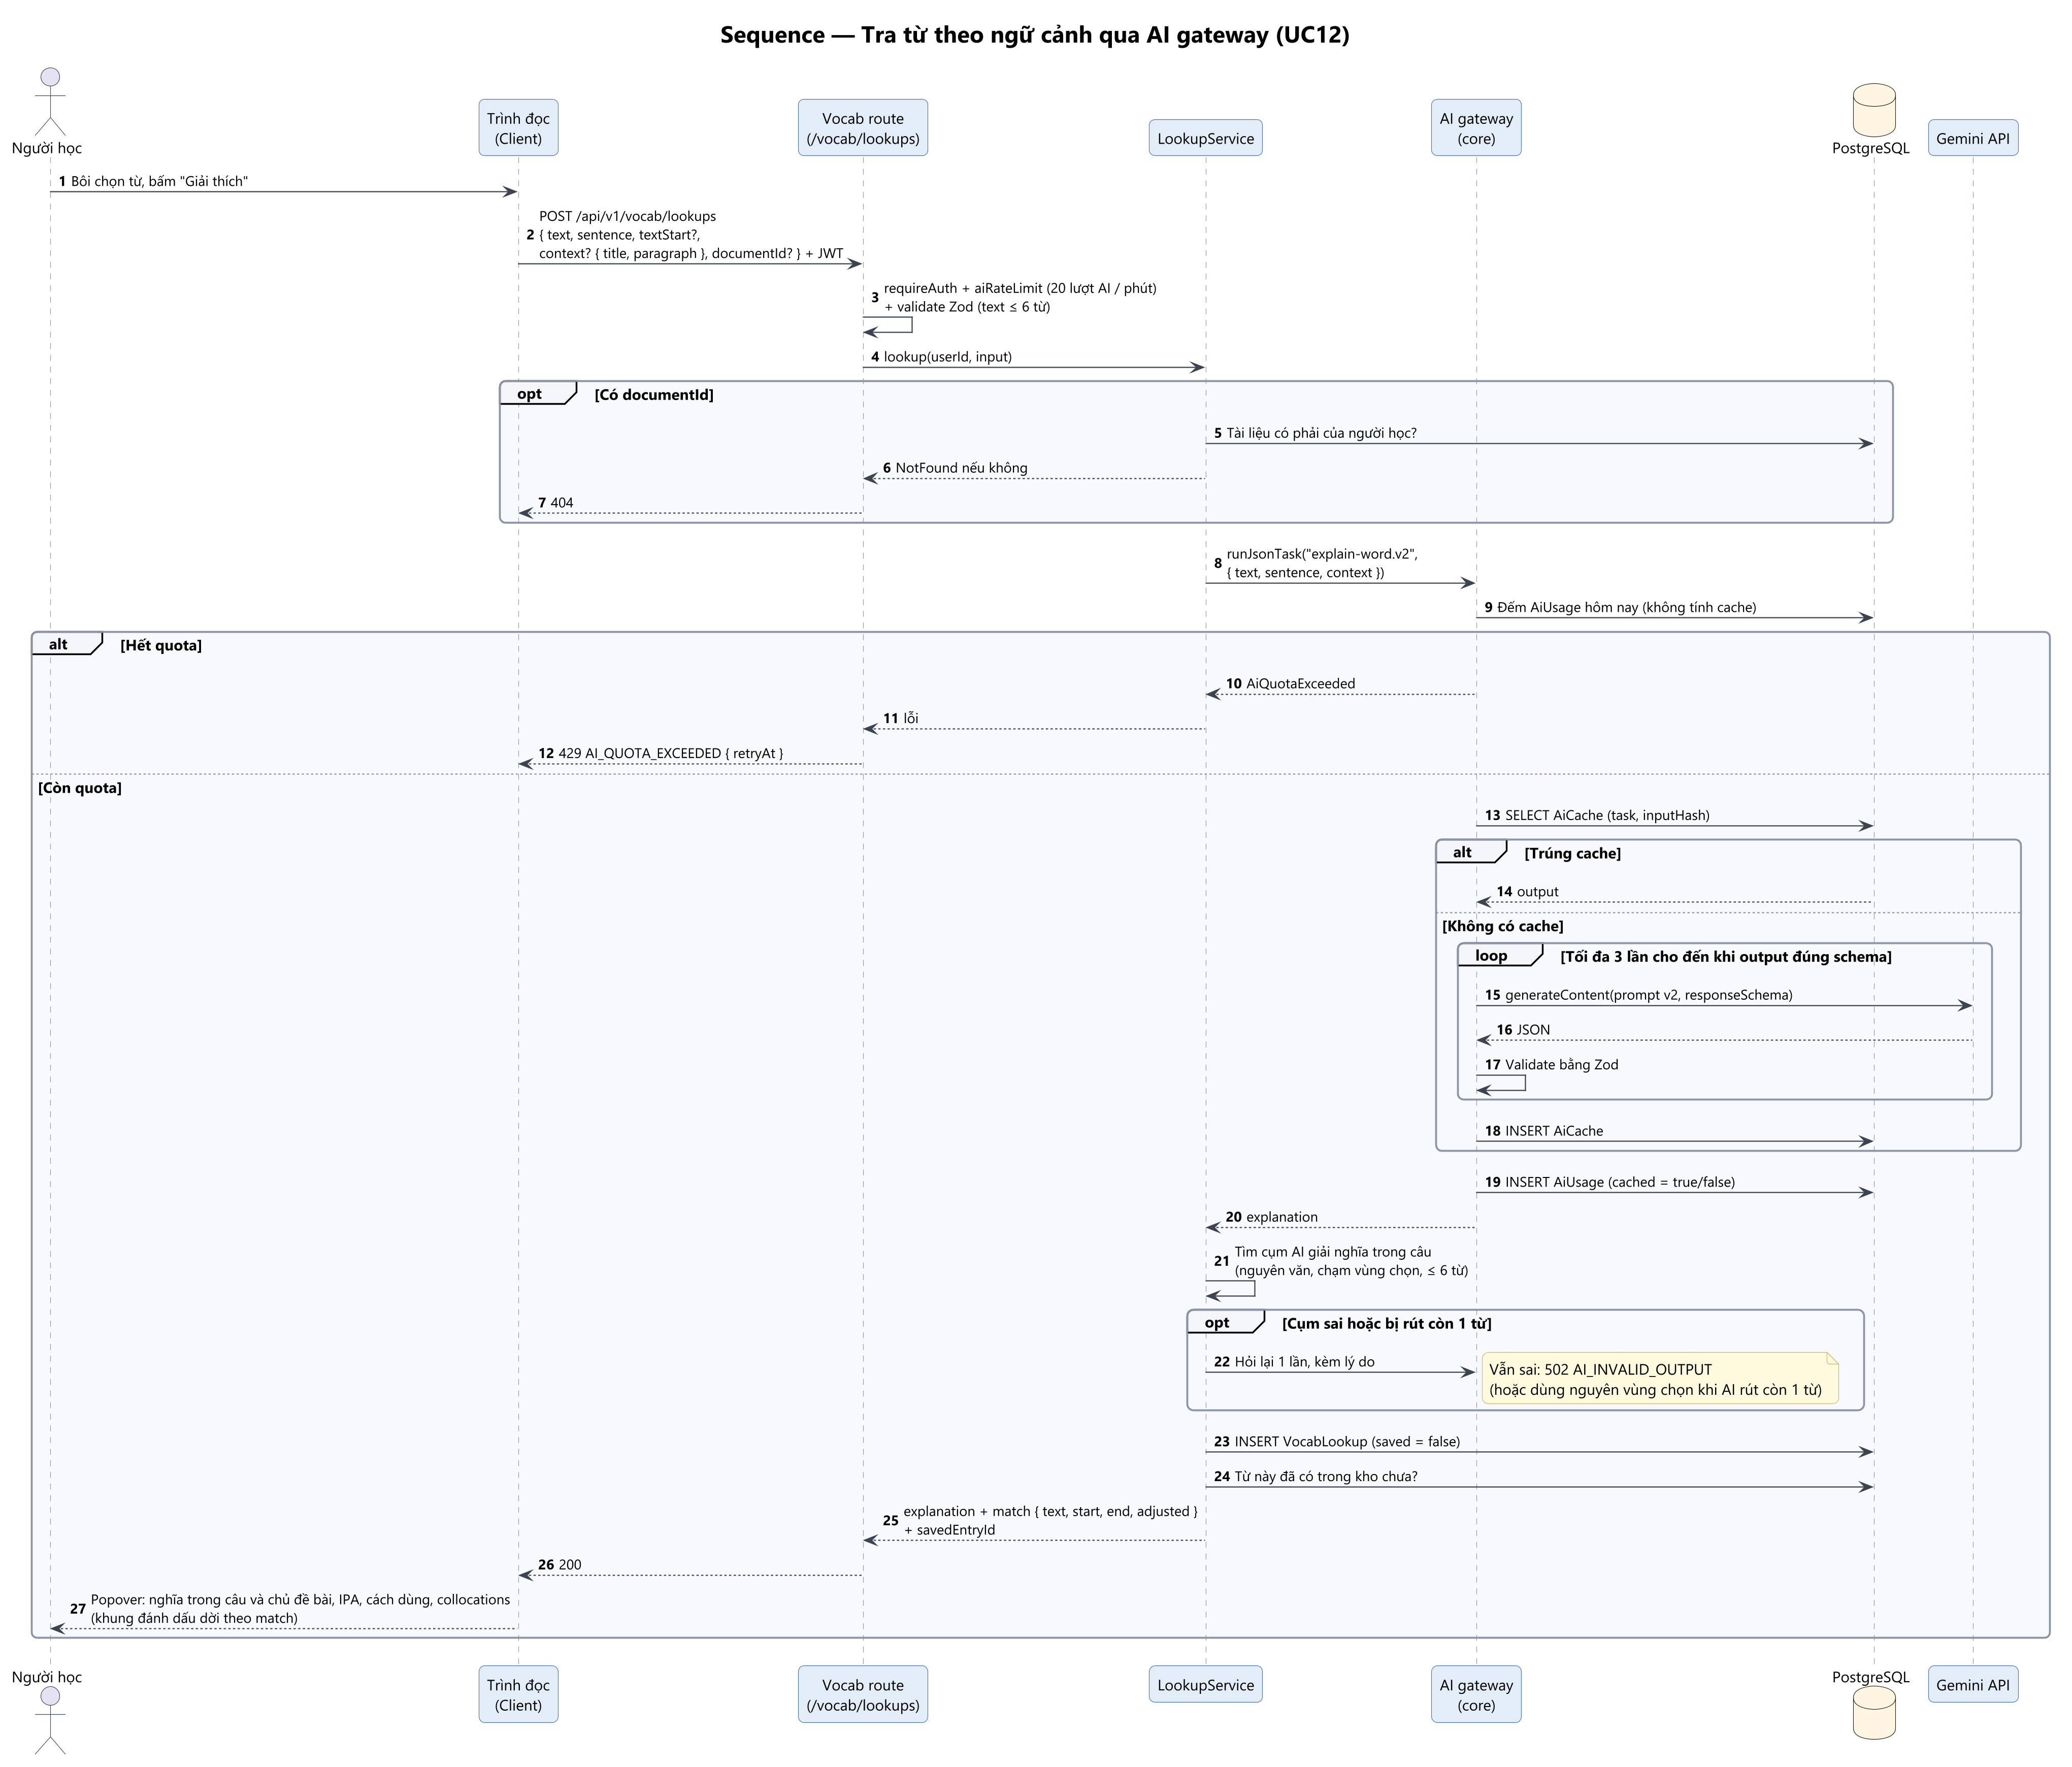 Sequence — Tra từ theo ngữ cảnh qua AI gateway (UC12)
Người học
Trình đọc
(Client)
Vocab route
(/vocab/lookups)
LookupService
AI gateway
(core)
PostgreSQL
Gemini API
1 Bôi chọn từ, bấm "Giải thích"
2 POST /api/v1/vocab/lookups
{ text, sentence, textStart?,
context? { title, paragraph }, documentId? } + JWT
3 requireAuth + aiRateLimit (20 lượt AI / phút)
+ validate Zod (text ≤ 6 từ)
4 lookup(userId, input)
opt [Có documentId]
5 Tài liệu có phải của người học?
6 NotFound nếu không
7 404
8 runJsonTask("explain-word.v2",
{ text, sentence, context })
9 Đếm AiUsage hôm nay (không tính cache)
alt [Hết quota]
10 AiQuotaExceeded
11 lỗi
12 429 AI_QUOTA_EXCEEDED { retryAt }
[Còn quota]
13 SELECT AiCache (task, inputHash)
alt [Trúng cache]
14 output
[Không có cache]
loop [Tối đa 3 lần cho đến khi output đúng schema]
15 generateContent(prompt v2, responseSchema)
16 JSON
17 Validate bằng Zod
18 INSERT AiCache
19 INSERT AiUsage (cached = true/false)
20 explanation
21 Tìm cụm AI giải nghĩa trong câu
(nguyên văn, chạm vùng chọn, ≤ 6 từ)
opt [Cụm sai hoặc bị rút còn 1 từ]
22 Hỏi lại 1 lần, kèm lý do
Vẫn sai: 502 AI_INVALID_OUTPUT
(hoặc dùng nguyên vùng chọn khi AI rút còn 1 từ)
23 INSERT VocabLookup (saved = false)
24 Từ này đã có trong kho chưa?
25 explanation + match { text, start, end, adjusted }
+ savedEntryId
26 200
27 Popover: nghĩa trong câu và chủ đề bài, IPA, cách dùng, collocations
(khung đánh dấu dời theo match)
Người học
Trình đọc
(Client)
Vocab route
(/vocab/lookups)
LookupService
AI gateway
(core)
PostgreSQL
Gemini API